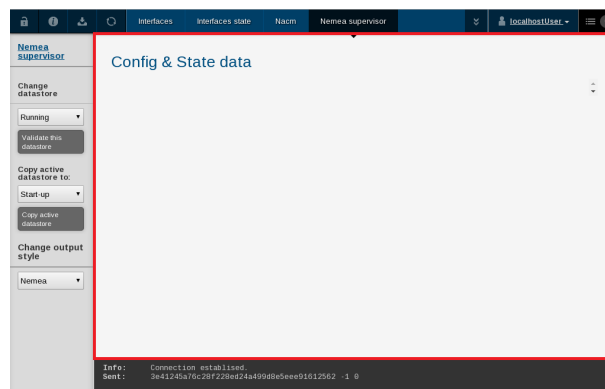 Interfaces
Interfaces state
Nacm
Nemea supervisor
localhostUser
Nemea
supervisor
Config & State data
Change
datastore
Running
Validate this
datastore
Copy active
datastore to:
Start-up
Copy active
datastore
Change output
style
Nemea
Info: Connection establised.
Sent: 3e41245a76c28f228ed24a499d8e5eee91612562 -1 0